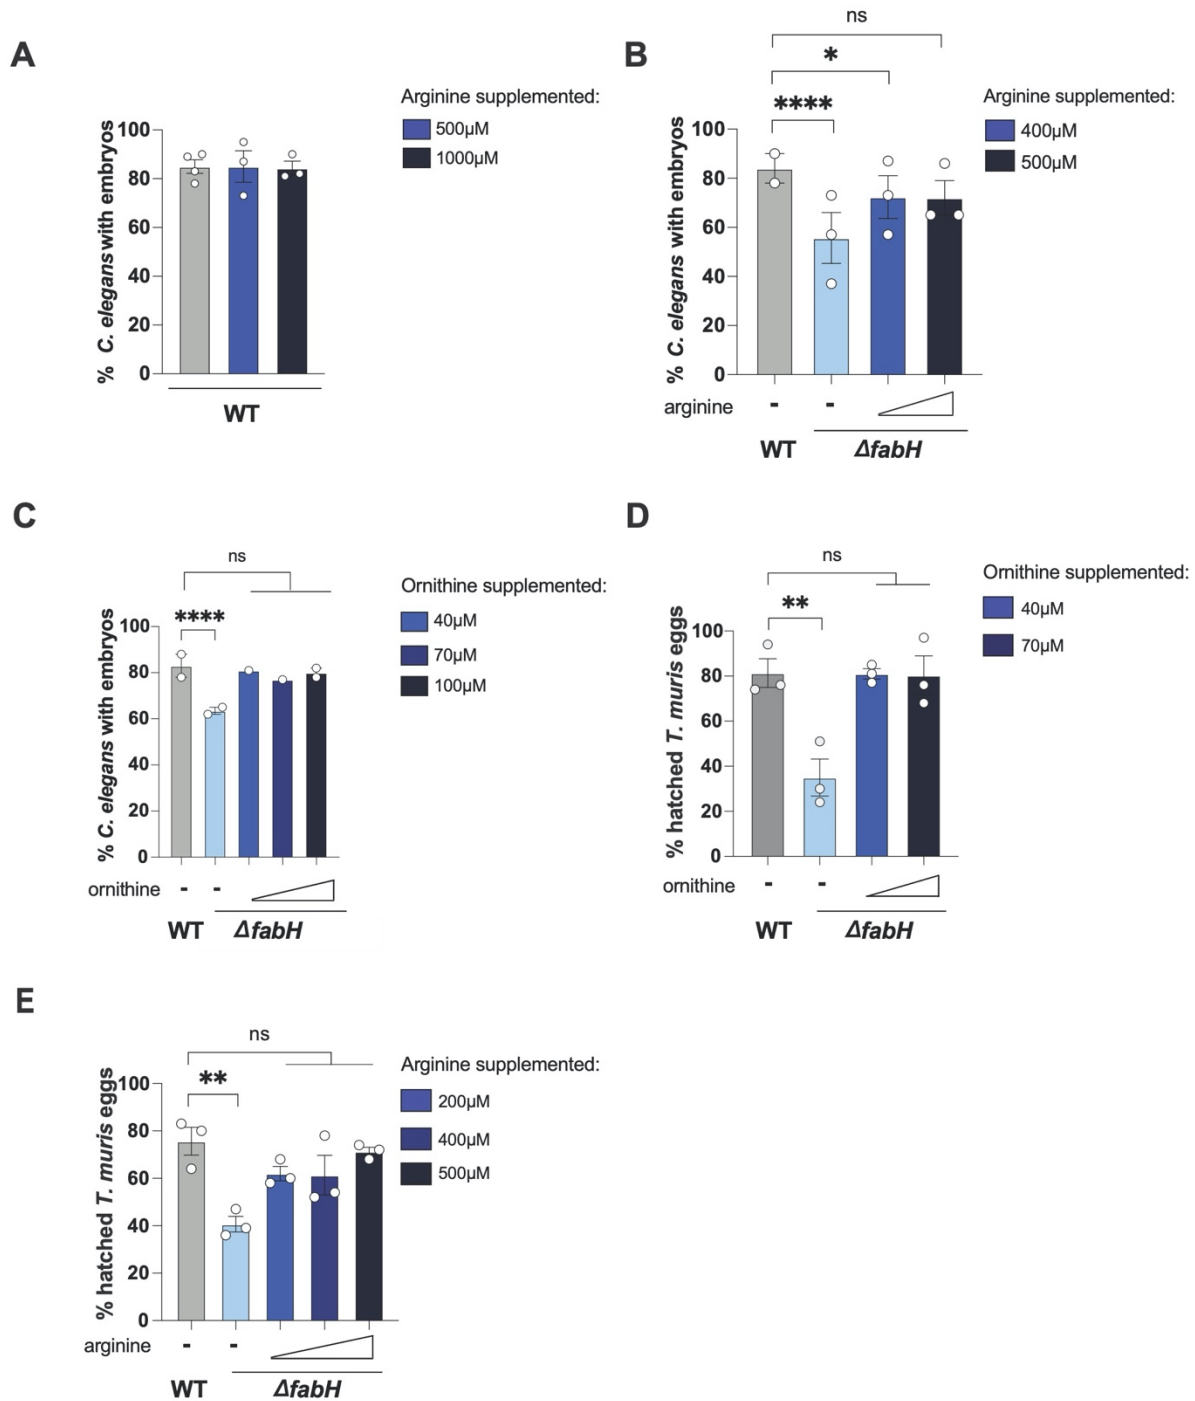 A
Arginine supplemented:
500µM
1000µM
% C. elegans with embryos
100
80
60
40
20
0
WT
B
ns
*
****
Arginine supplemented:
400µM
500µM
% C. elegans with embryos
100
80
60
40
20
0
arginine - -
WT ΔfabH
C
ns
****
Ornithine supplemented:
40µM
70µM
100µM
% C. elegans with embryos
100
80
60
40
20
0
ornithine - -
WT ΔfabH
D
ns
**
Ornithine supplemented:
40µM
70µM
% hatched T. muris eggs
100
80
60
40
20
0
ornithine - -
WT ΔfabH
E
ns
**
Arginine supplemented:
200µM
400µM
500µM
% hatched T. muris eggs
100
80
60
40
20
0
arginine - -
WT ΔfabH